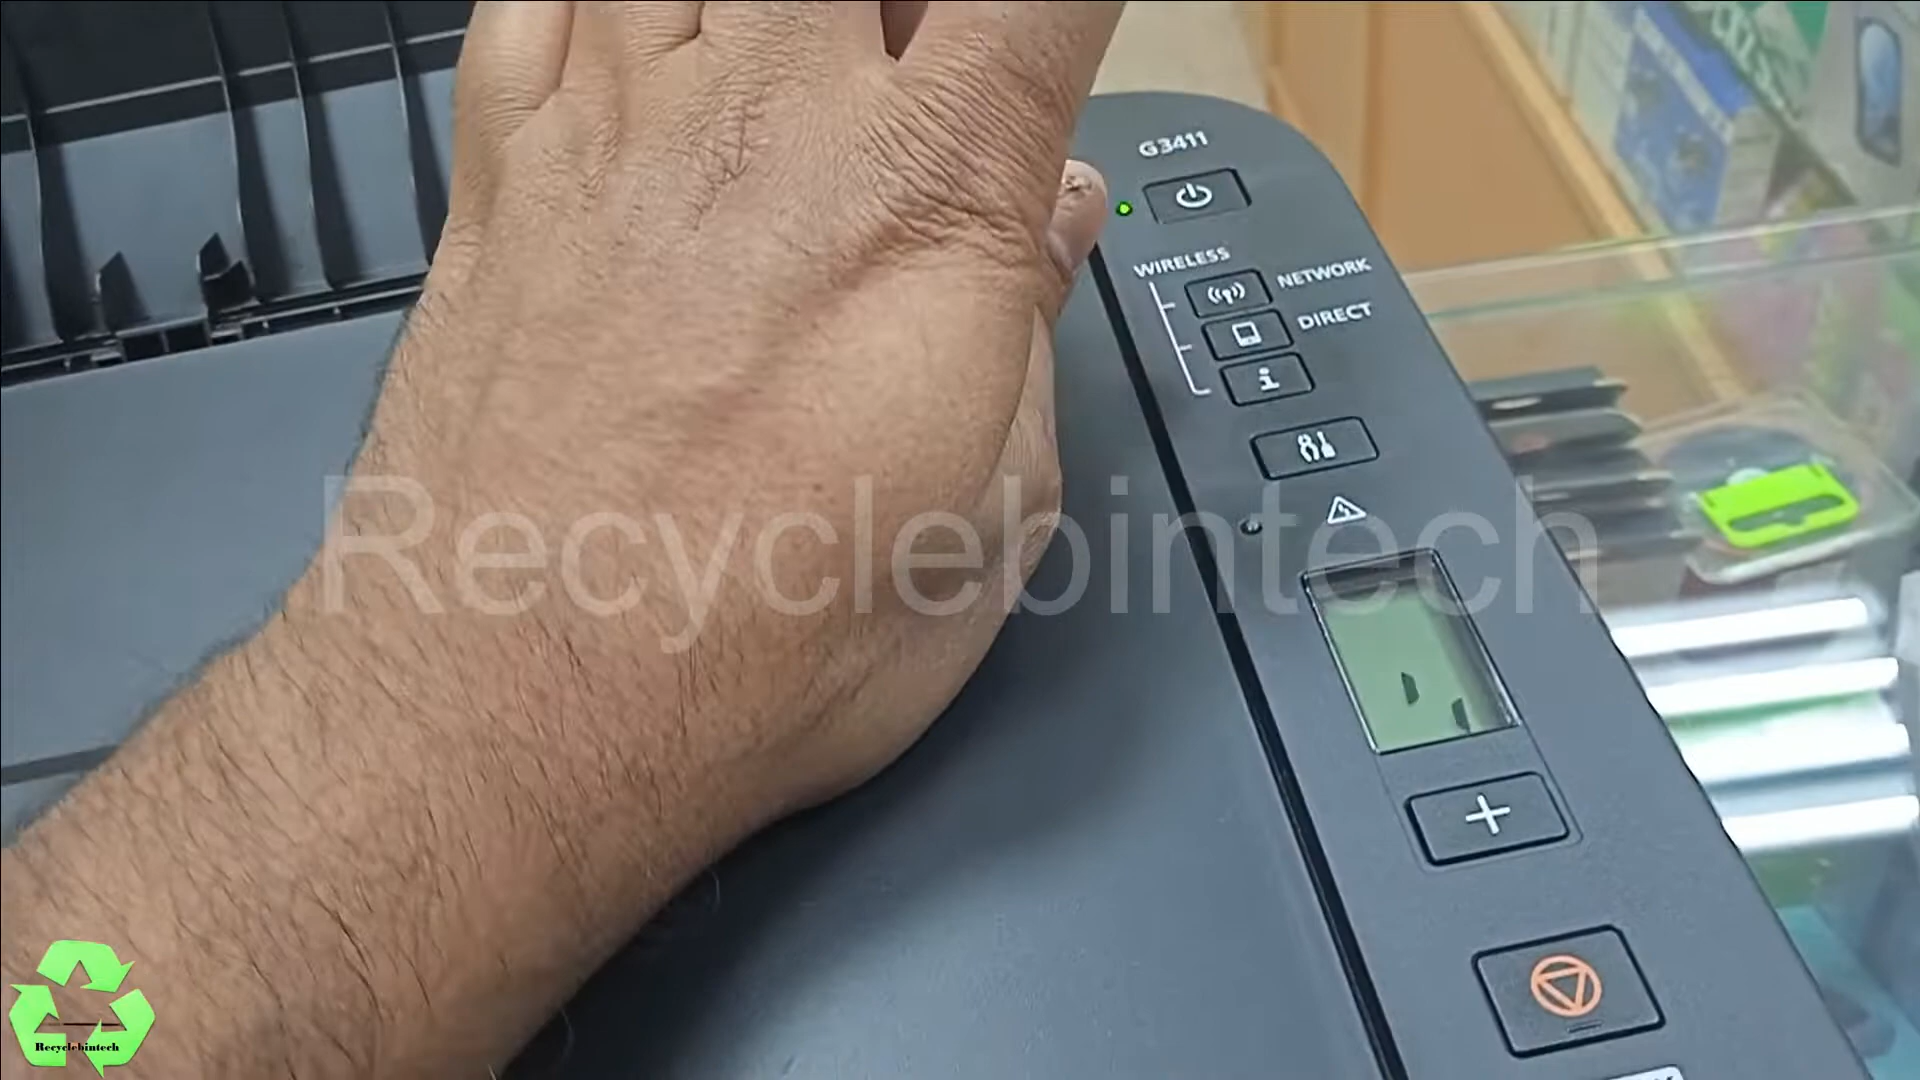 G3411
WIRELESS
NETWORK
DIRECT
Recyclebintech
Recyclebintech